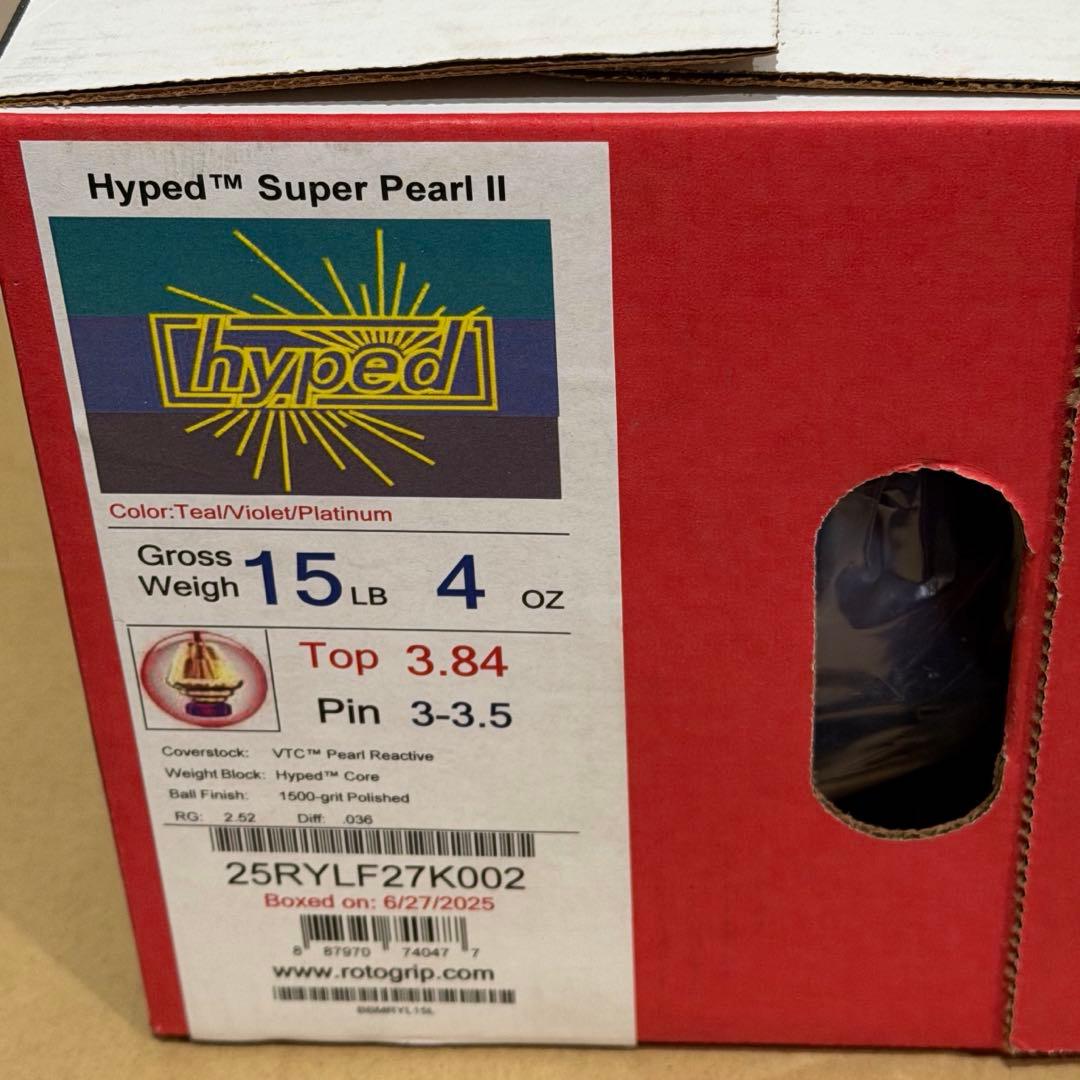 Hyped™ Super Pearl II
hyped
Color:Teal/Violet/Platinum
Gross Weigh 15 LB 4 OZ
Top 3.84
Pin 3-3.5
Coverstock: VTC™ Pearl Reactive
Weight Block: Hyped™ Core
Ball Finish: 1500-grit Polished
RG: 2.52 Diff: .036
25RYLF27K002
Boxed on: 6/27/2025
8 87970 74047 7
www.rotogrip.com